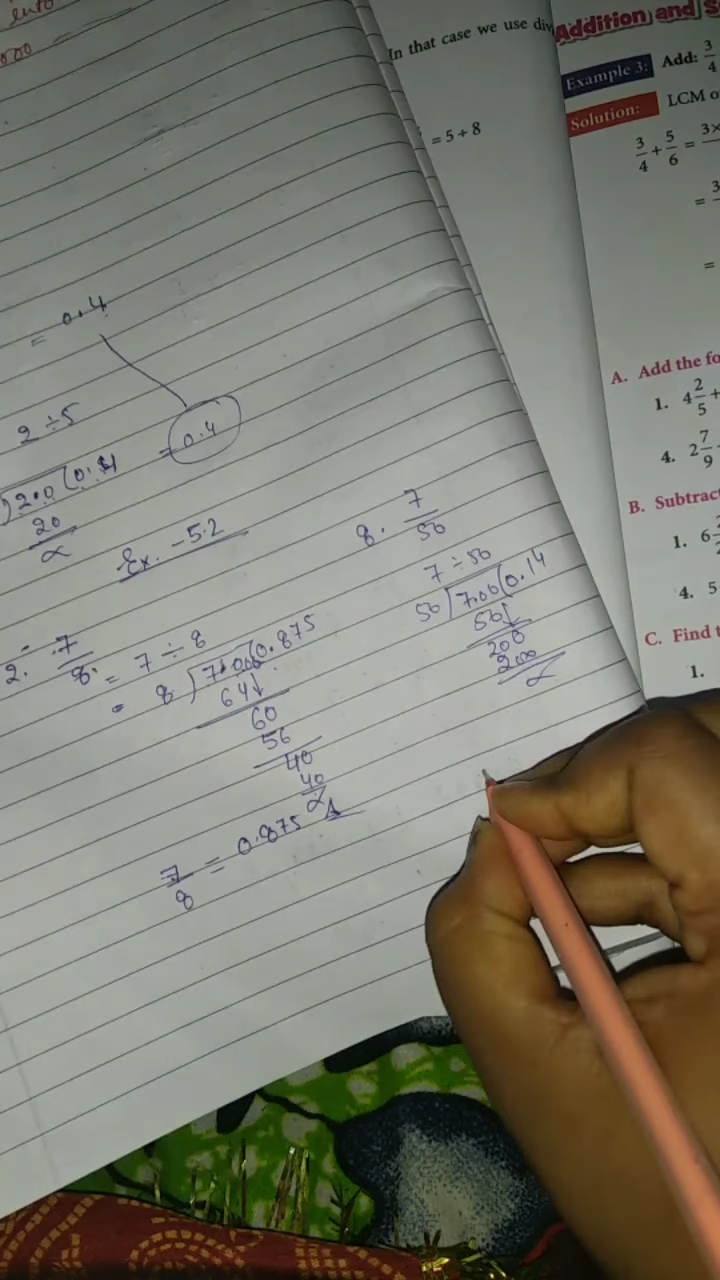 000
= 0.4
2 ÷ 5
) 2.0 ( 0.4
= 0.4
20
Ex. - 5.2
2. 7/8 = 7 ÷ 8
= 8 ) 7.000 ( 0.875
64↓
60
56
40
40
7/8 = 0.875
8. 7/50
7 ÷ 50
50 ) 7.00 ( 0.14
50↓
200
200
In that case we use div
= 5 + 8
Addition and S
Example 3: Add: 3/4
Solution: LCM o
3/4 + 5/6 = 3×
= 3
=
A. Add the fo
1. 4 2/5 +
4. 2 7/9
B. Subtract
1. 6
4. 5
C. Find t
1.